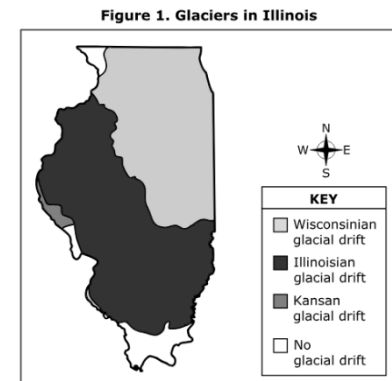 Figure 1. Glaciers in Illinois
N
W E
S
KEY
Wisconsinian
glacial drift
Illinoisian
glacial drift
Kansan
glacial drift
No
glacial drift